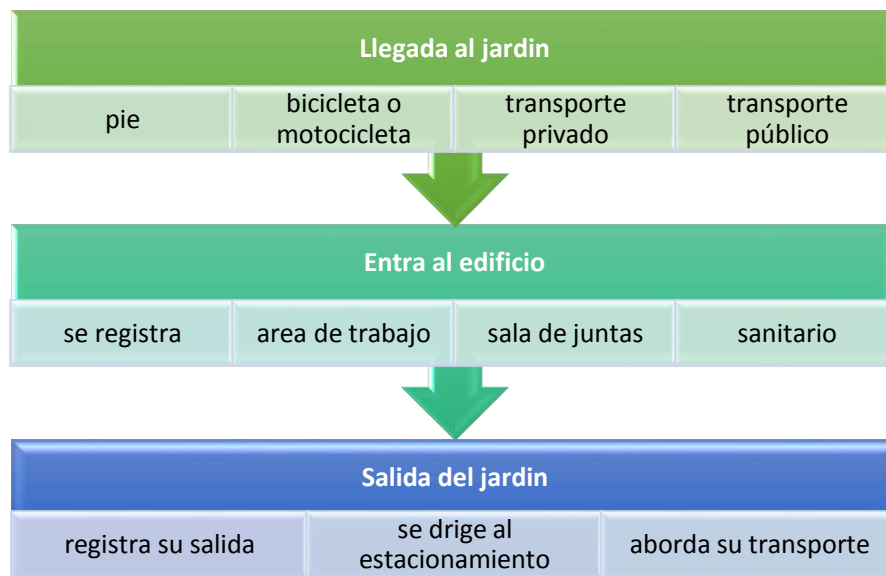 Llegada al jardin
pie
bicicleta o
motocicleta
transporte
privado
transporte
público
Entra al edificio
se registra
area de trabajo
sala de juntas
sanitario
Salida del jardin
registra su salida
se drige al
estacionamiento
aborda su transporte